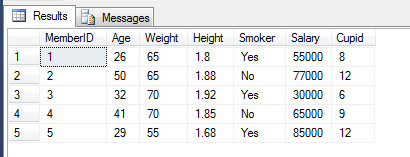 Results Messages
MemberID Age Weight Height Smoker Salary Cupid
1 1 26 65 1.8 Yes 55000 8
2 2 50 65 1.88 No 77000 12
3 3 32 70 1.92 Yes 30000 6
4 4 41 70 1.85 No 65000 9
5 5 29 55 1.68 Yes 85000 12